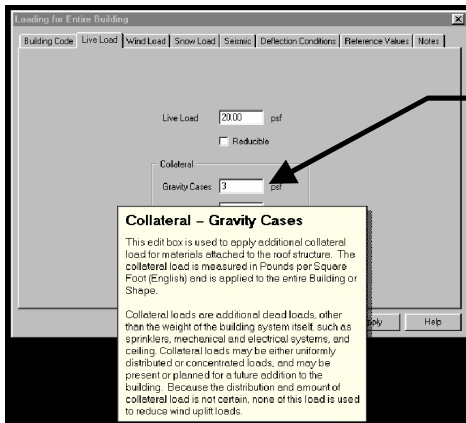 Loading for Entire Building
Building Code Live Load Wind Load Snow Load Seismic Deflection Conditions Reference Values Notes
Live Load 20.00 psf
Reducible
Collateral
Gravity Cases 3 psf
Collateral – Gravity Cases
This edit box is used to apply additional collateral
load for materials attached to the roof structure. The
collateral load is measured in Pounds per Square
Foot (English) and is applied to the entire Building or
Shape.
Collateral loads are additional dead loads, other
than the weight of the building system itself, such as
sprinklers, mechanical and electrical systems, and
ceiling. Collateral loads may be either uniformly
distributed or concentrated loads, and may be
present or planned for a future addition to the
building. Because the distribution and amount of
collateral load is not certain, none of this load is used
to reduce wind uplift loads.
Help